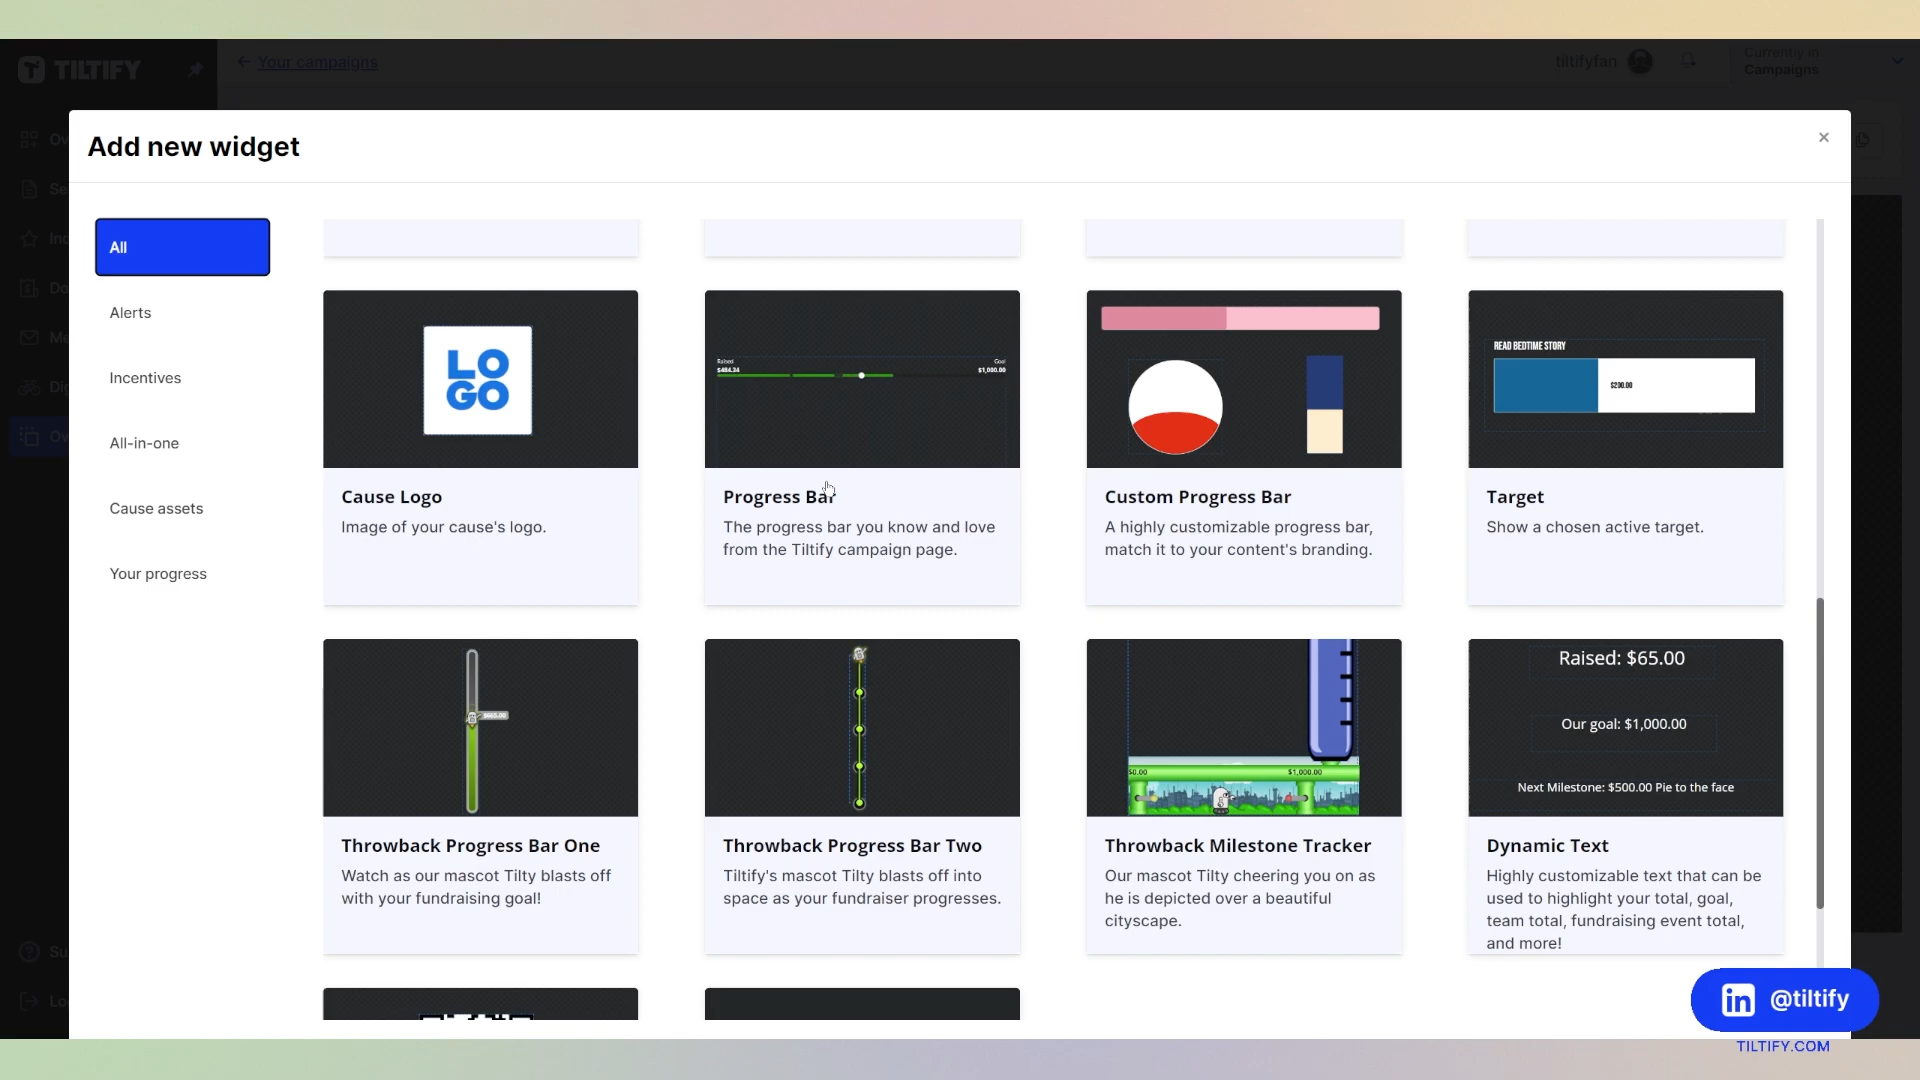 TILTIFY
Your campaigns
tiltifyfan
Currently in
Campaigns
Add new widget
All
Alerts
Incentives
All-in-one
Cause assets
Your progress
LO
GO
Cause Logo
Image of your cause's logo.
Raised
$484.34
Goal
$1,000.00
Progress Bar
The progress bar you know and love
from the Tiltify campaign page.
Custom Progress Bar
A highly customizable progress bar,
match it to your content's branding.
READ BEDTIME STORY
$200.00
Target
Show a chosen active target.
$665.00
Throwback Progress Bar One
Watch as our mascot Tilty blasts off
with your fundraising goal!
Throwback Progress Bar Two
Tiltify's mascot Tilty blasts off into
space as your fundraiser progresses.
$0.00
$1,000.00
Throwback Milestone Tracker
Our mascot Tilty cheering you on as
he is depicted over a beautiful
cityscape.
Raised: $65.00
Our goal: $1,000.00
Next Milestone: $500.00 Pie to the face
Dynamic Text
Highly customizable text that can be
used to highlight your total, goal,
team total, fundraising event total,
and more!
in @tiltify
TILTIFY.COM